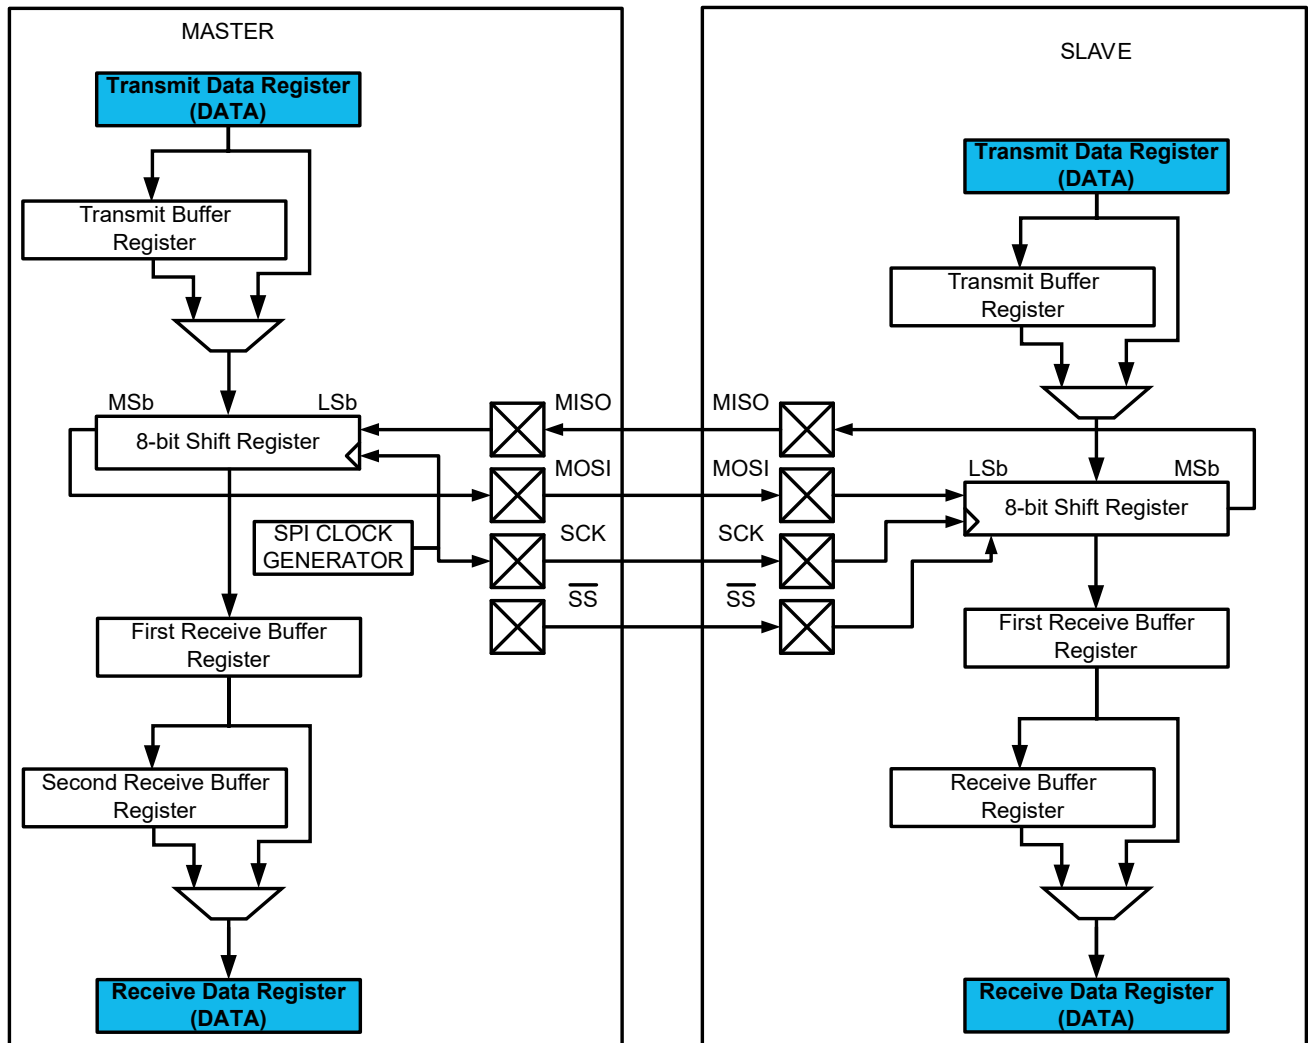 MASTER
Transmit Data Register
(DATA)
Transmit Buffer
Register
MSb
LSb
8-bit Shift Register
SPI CLOCK
GENERATOR
First Receive Buffer
Register
Second Receive Buffer
Register
Receive Data Register
(DATA)
MISO
MOSI
SCK
SS
SLAVE
MISO
MOSI
SCK
SS
Transmit Data Register
(DATA)
Transmit Buffer
Register
LSb
MSb
8-bit Shift Register
First Receive Buffer
Register
Receive Buffer
Register
Receive Data Register
(DATA)